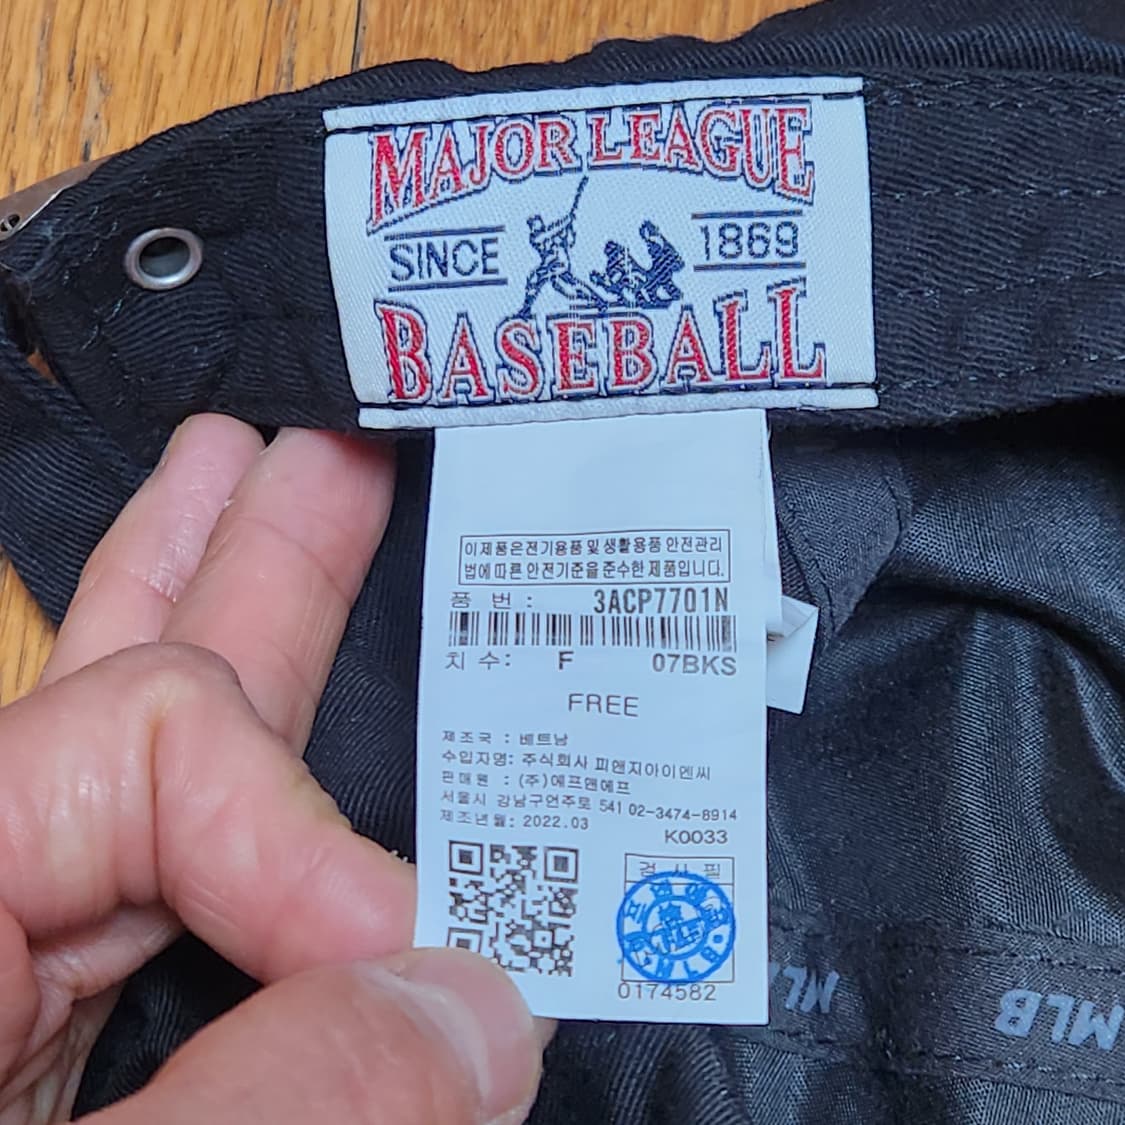 MAJOR LEAGUE
SINCE 1869
BASEBALL
이 제품은 전기용품 및 생활용품 안전관리
법에 따른 안전기준을 준수한 제품입니다.
품 번 : 3ACP7701N
치 수: F 07BKS
FREE
제조국 : 베트남
수입자명: 주식회사 피앤지아이엔씨
판매원 : (주)에프앤에프
서울시 강남구언주로 541 02-3474-8914
제조년월: 2022.03
K0033
검 사 필
0174582
MLB